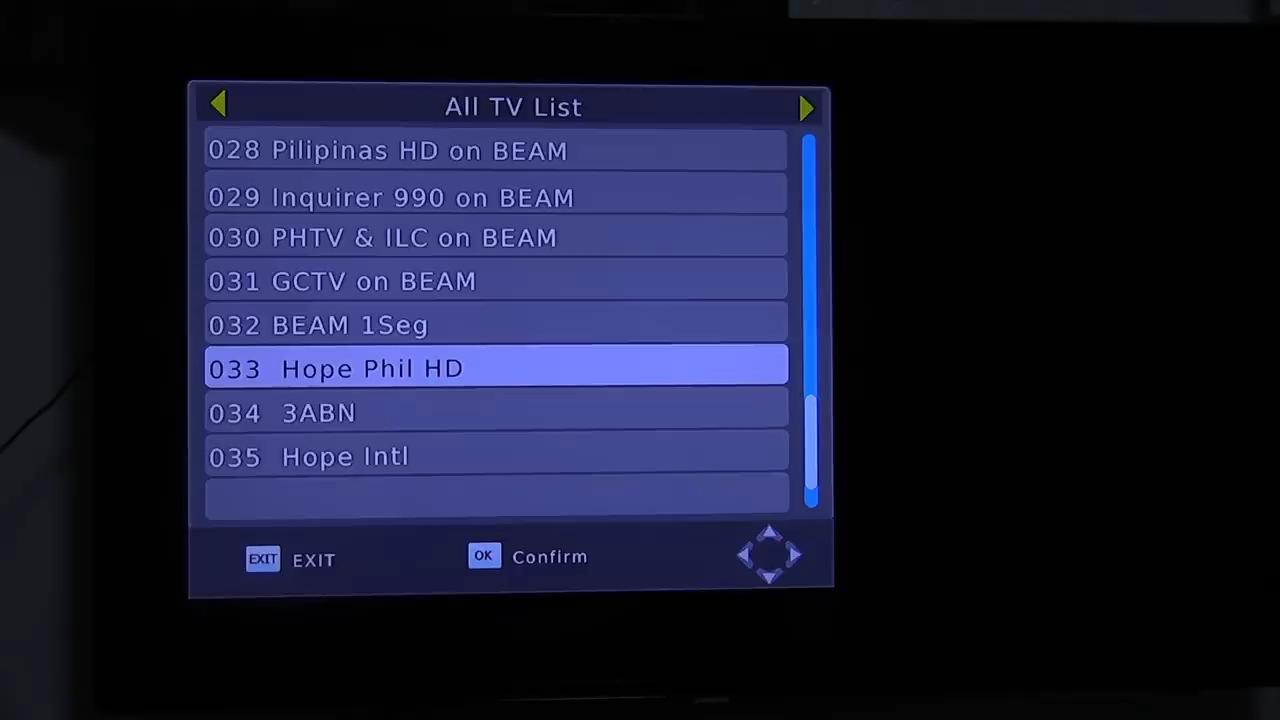 All TV List
028 Pilipinas HD on BEAM
029 Inquirer 990 on BEAM
030 PHTV & ILC on BEAM
031 GCTV on BEAM
032 BEAM 1Seg
033 Hope Phil HD
034 3ABN
035 Hope Intl
EXIT EXIT OK Confirm